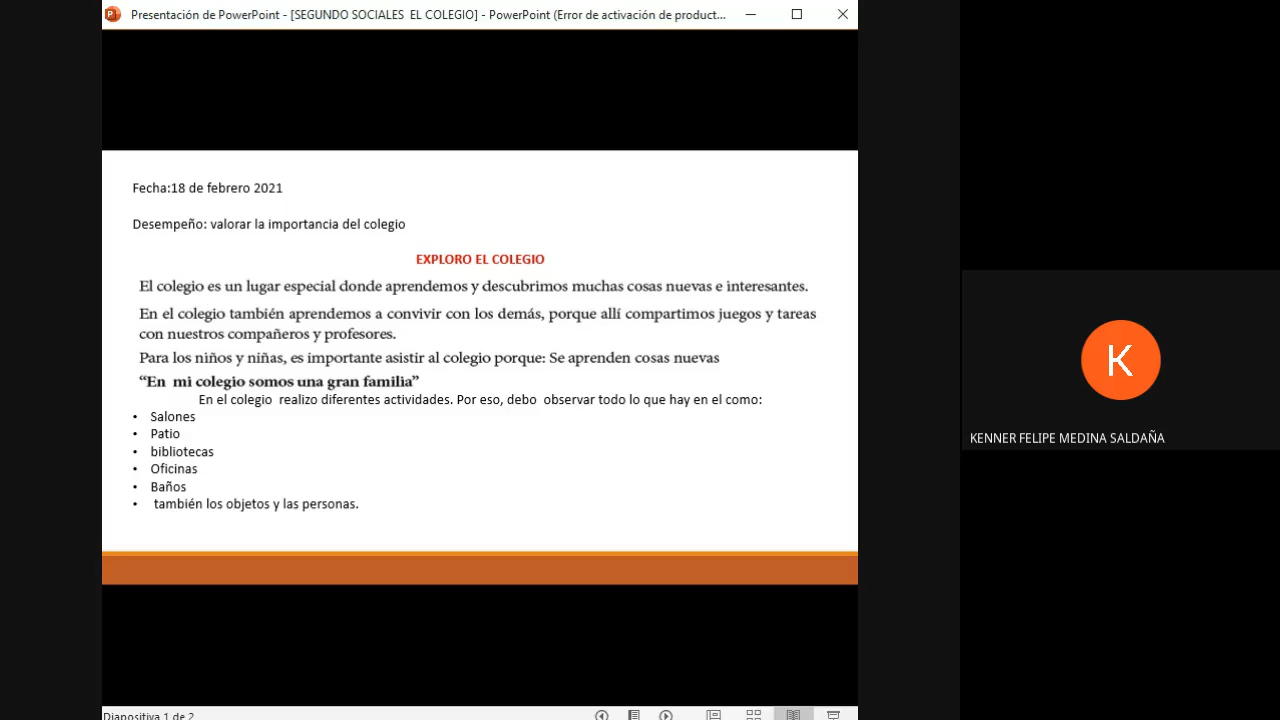 Presentación de PowerPoint - [SEGUNDO SOCIALES  EL COLEGIO] - PowerPoint (Error de activación de product...
Fecha:18 de febrero 2021
Desempeño: valorar la importancia del colegio
EXPLORO EL COLEGIO
El colegio es un lugar especial donde aprendemos y descubrimos muchas cosas nuevas e interesantes.
En el colegio también aprendemos a convivir con los demás, porque allí compartimos juegos y tareas
con nuestros compañeros y profesores.
Para los niños y niñas, es importante asistir al colegio porque: Se aprenden cosas nuevas
“En  mi colegio somos una gran familia”
En el colegio  realizo diferentes actividades. Por eso, debo  observar todo lo que hay en el como:
• Salones
• Patio
• bibliotecas
• Oficinas
• Baños
• también los objetos y las personas.
K
KENNER FELIPE MEDINA SALDAÑA
Diapositiva 1 de 2